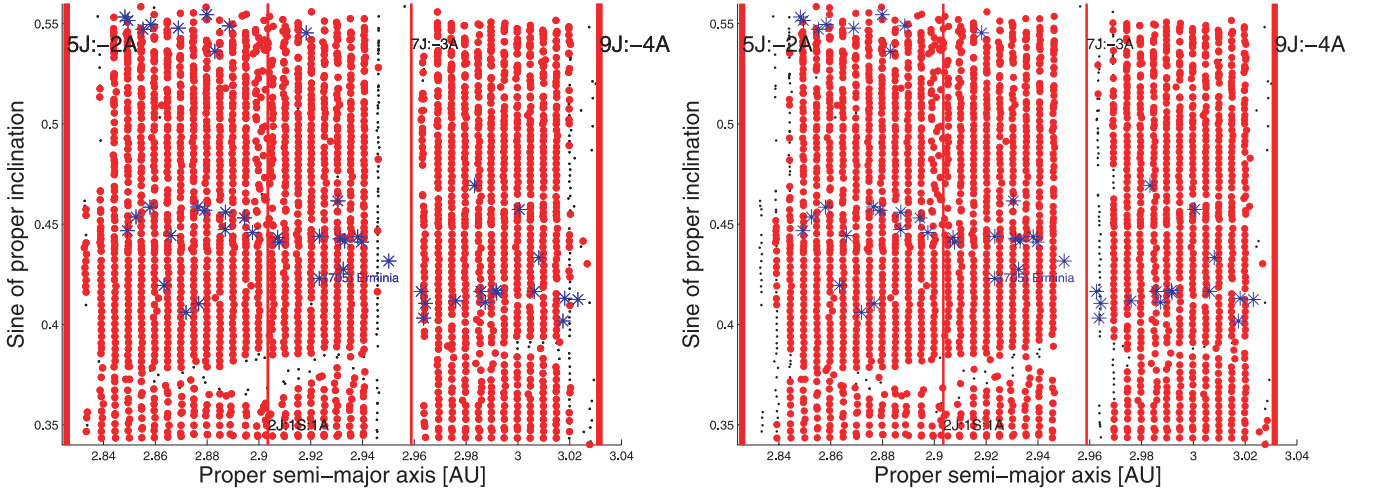 0.55
5J:−2A
7J:−3A
9J:−4A
0.5
0.45
(705) Erminia
0.4
0.35
2J:1S:1A
2.84 2.86 2.88 2.9 2.92 2.94 2.96 2.98 3 3.02 3.04
Proper semi−major axis [AU]
Sine of proper inclination
0.55
5J:−2A
7J:−3A
9J:−4A
0.5
0.45
(705) Erminia
0.4
0.35
2J:1S:1A
2.84 2.86 2.88 2.9 2.92 2.94 2.96 2.98 3 3.02 3.04
Proper semi−major axis [AU]
Sine of proper inclination